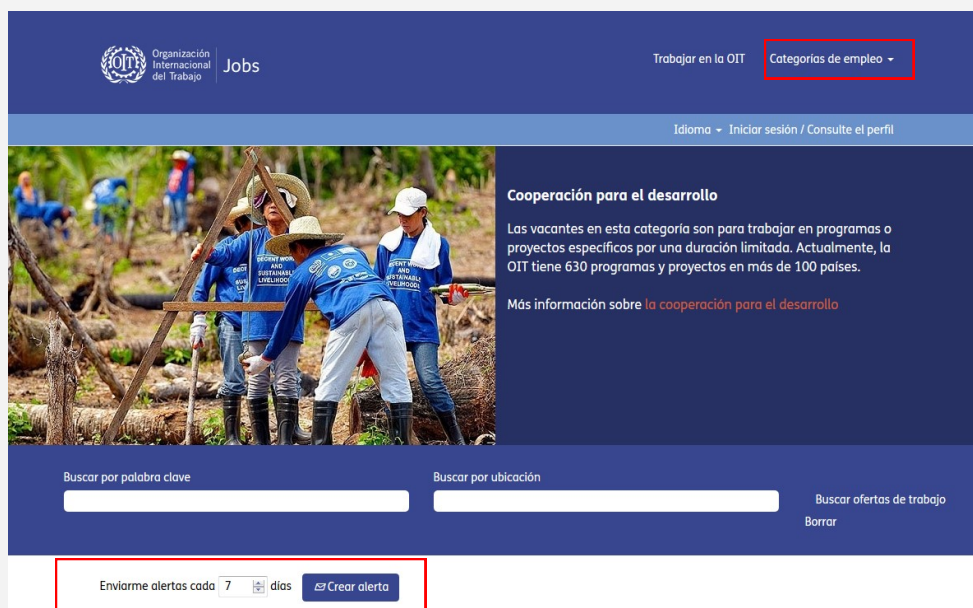 Organización
Internacional
del Trabajo
Jobs
Trabajar en la OIT
Categorías de empleo
Idioma
Iniciar sesión / Consulte el perfil
DECENT WORK
AND
SUSTAINABLE
LIVELIHOODS
Cooperación para el desarrollo
Las vacantes en esta categoría son para trabajar en programas o
proyectos específicos por una duración limitada. Actualmente, la
OIT tiene 630 programas y proyectos en más de 100 países.
Más información sobre la cooperación para el desarrollo
Buscar por palabra clave
Buscar por ubicación
Buscar ofertas de trabajo
Borrar
Enviarme alertas cada 7 días
Crear alerta